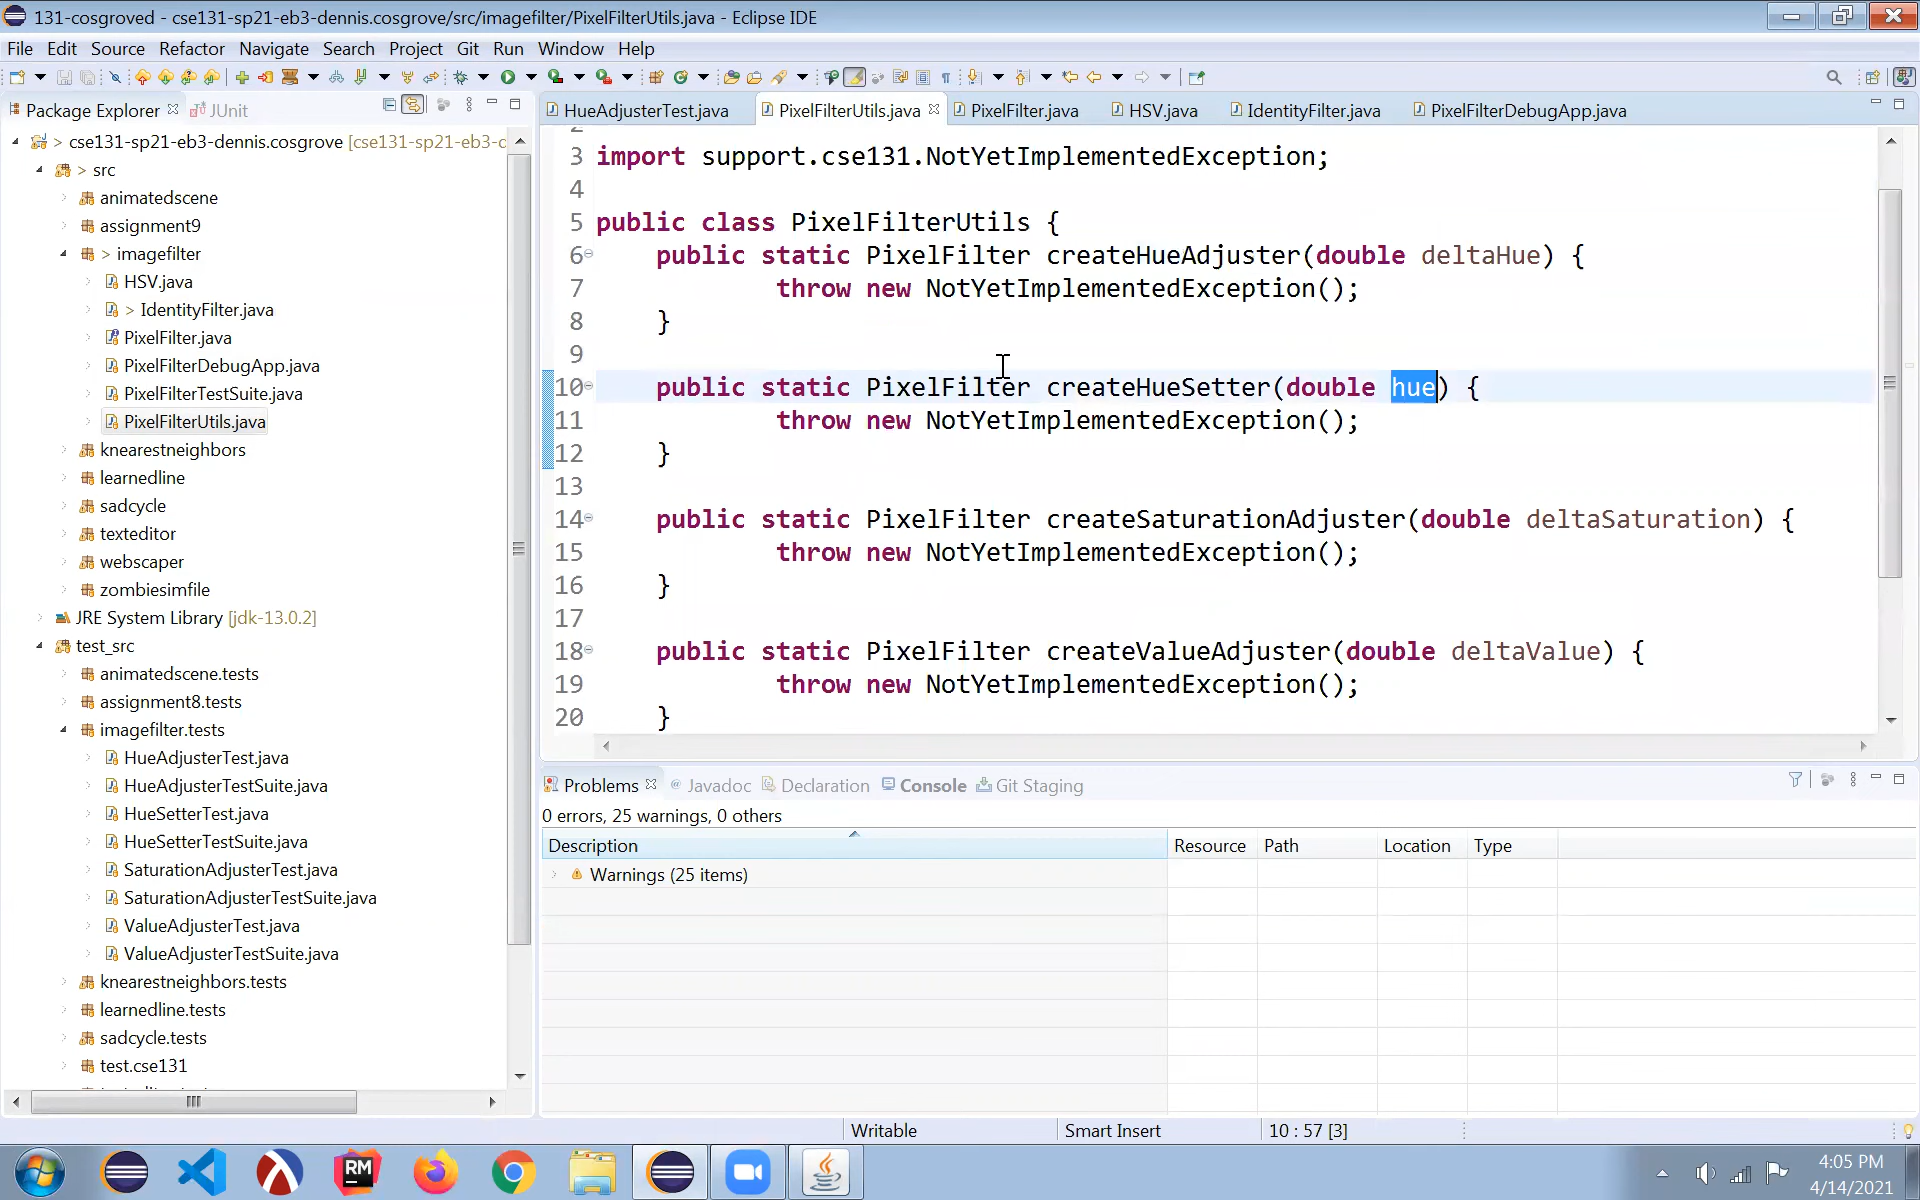 131-cosgroved - cse131-sp21-eb3-dennis.cosgrove/src/imagefilter/PixelFilterUtils.java - Eclipse IDE
File Edit Source Refactor Navigate Search Project Git Run Window Help
Package Explorer JUnit
> cse131-sp21-eb3-dennis.cosgrove [cse131-sp21-eb3-d
> src
animatedscene
assignment9
> imagefilter
HSV.java
> IdentityFilter.java
PixelFilter.java
PixelFilterDebugApp.java
PixelFilterTestSuite.java
PixelFilterUtils.java
knearestneighbors
learnedline
sadcycle
texteditor
webscaper
zombiesimfile
JRE System Library [jdk-13.0.2]
test_src
animatedscene.tests
assignment8.tests
imagefilter.tests
HueAdjusterTest.java
HueAdjusterTestSuite.java
HueSetterTest.java
HueSetterTestSuite.java
SaturationAdjusterTest.java
SaturationAdjusterTestSuite.java
ValueAdjusterTest.java
ValueAdjusterTestSuite.java
knearestneighbors.tests
learnedline.tests
sadcycle.tests
test.cse131
HueAdjusterTest.java PixelFilterUtils.java PixelFilter.java HSV.java IdentityFilter.java PixelFilterDebugApp.java
2
3 import support.cse131.NotYetImplementedException;
4
5 public class PixelFilterUtils {
6 public static PixelFilter createHueAdjuster(double deltaHue) {
7 throw new NotYetImplementedException();
8 }
9
10 public static PixelFilter createHueSetter(double hue) {
11 throw new NotYetImplementedException();
12 }
13
14 public static PixelFilter createSaturationAdjuster(double deltaSaturation) {
15 throw new NotYetImplementedException();
16 }
17
18 public static PixelFilter createValueAdjuster(double deltaValue) {
19 throw new NotYetImplementedException();
20 }
Problems @ Javadoc Declaration Console Git Staging
0 errors, 25 warnings, 0 others
Description Resource Path Location Type
Warnings (25 items)
Writable Smart Insert 10 : 57 [3]
RM
4:05 PM
4/14/2021